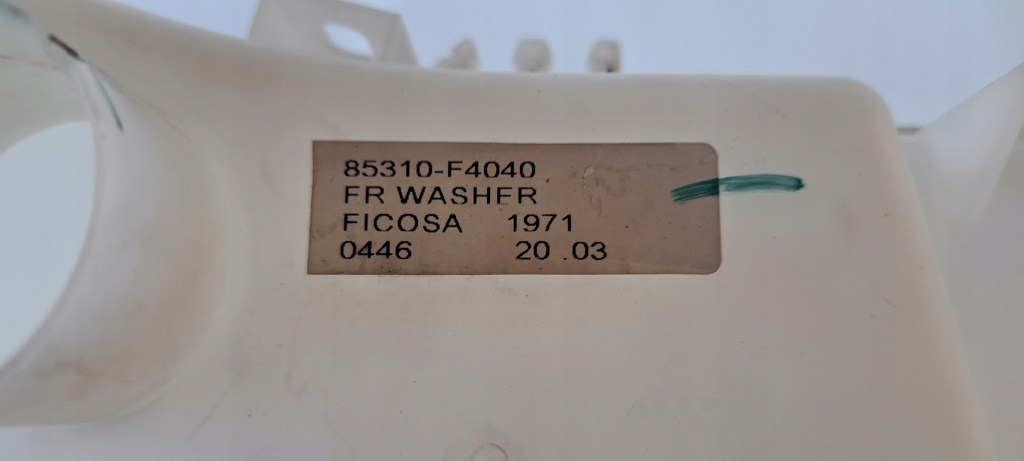 85310-F4040
FR WASHER
FICOSA 1971
0446 20 .03